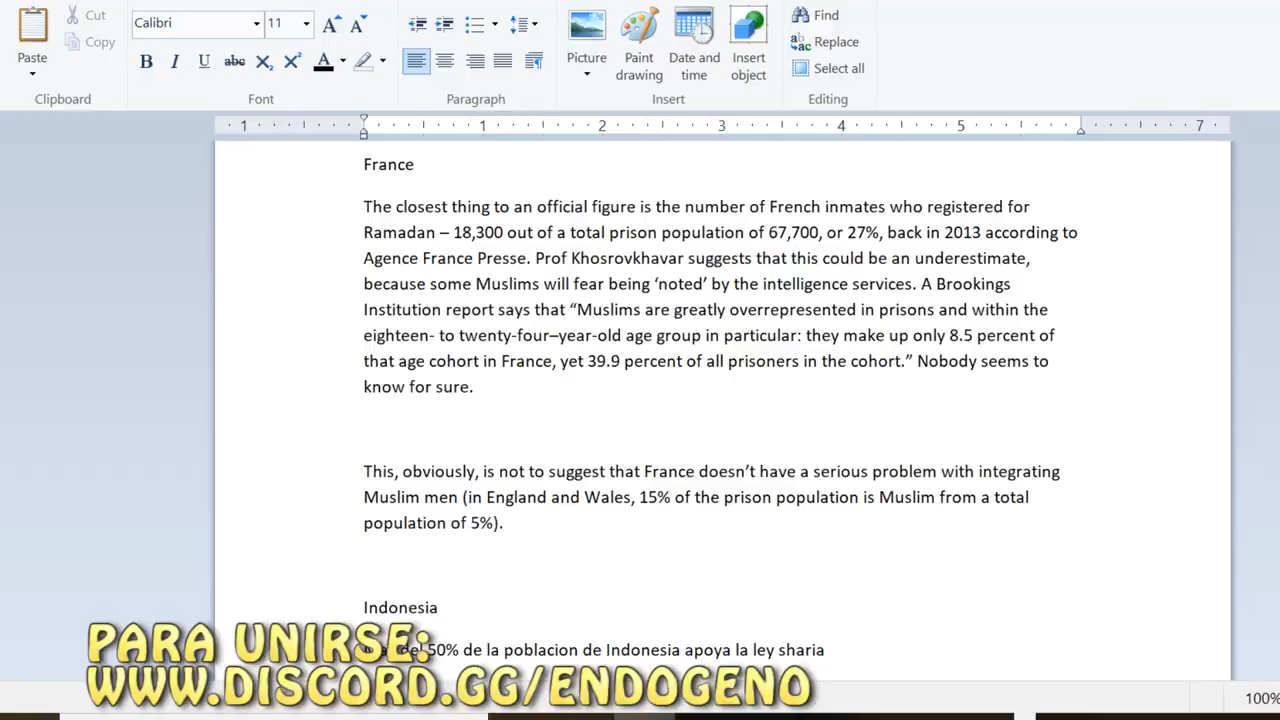 Calibri 11
Cut
Copy
Paste
Find
Replace
Select all
Picture
Paint drawing
Date and time
Insert object
Clipboard
Font
Paragraph
Insert
Editing
1 1 2 3 4 5 7
France
The closest thing to an official figure is the number of French inmates who registered for
Ramadan – 18,300 out of a total prison population of 67,700, or 27%, back in 2013 according to
Agence France Presse. Prof Khosrovkhavar suggests that this could be an underestimate,
because some Muslims will fear being ‘noted’ by the intelligence services. A Brookings
Institution report says that “Muslims are greatly overrepresented in prisons and within the
eighteen- to twenty-four–year-old age group in particular: they make up only 8.5 percent of
that age cohort in France, yet 39.9 percent of all prisoners in the cohort.” Nobody seems to
know for sure.
This, obviously, is not to suggest that France doesn’t have a serious problem with integrating
Muslim men (in England and Wales, 15% of the prison population is Muslim from a total
population of 5%).
Indonesia
50% de la poblacion de Indonesia apoya la ley sharia
PARA UNIRSE:
WWW.DISCORD.GG/ENDOGENO
100%